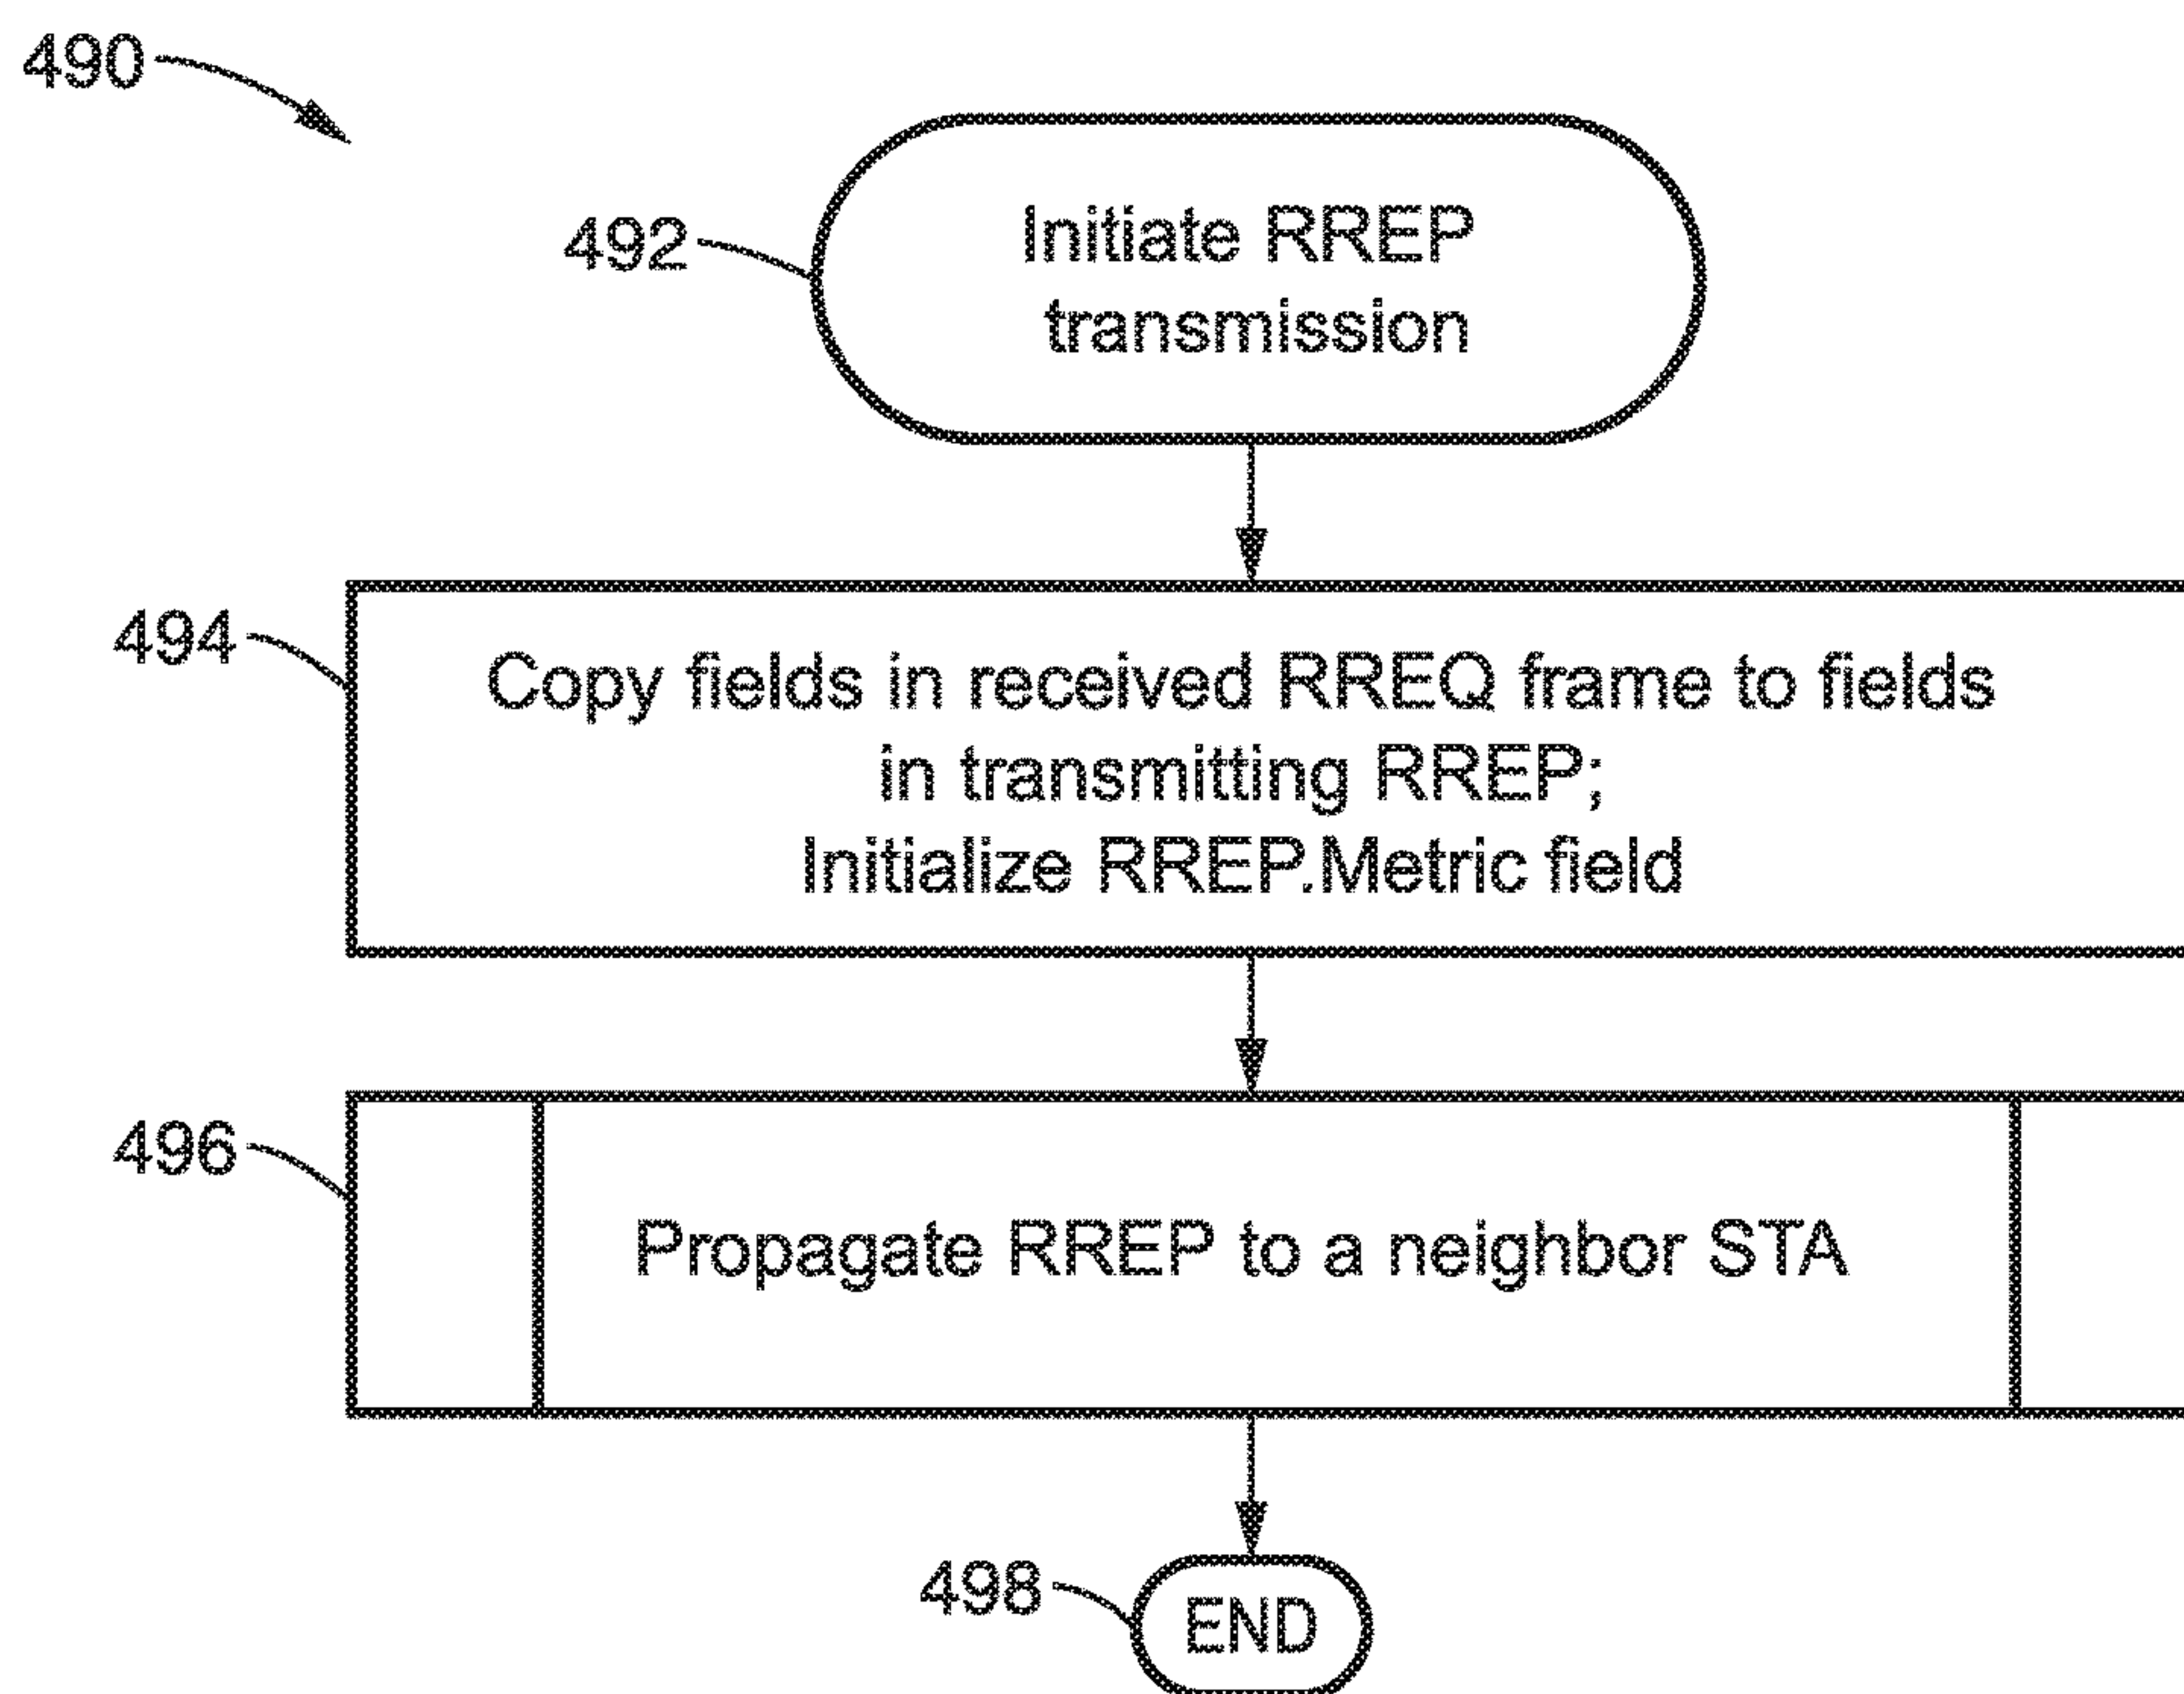 490
492
Initiate RREP
transmission
494
Copy fields in received RREQ frame to fields
in transmitting RREP;
Initialize RREP.Metric field
496
Propagate RREP to a neighbor STA
498
END